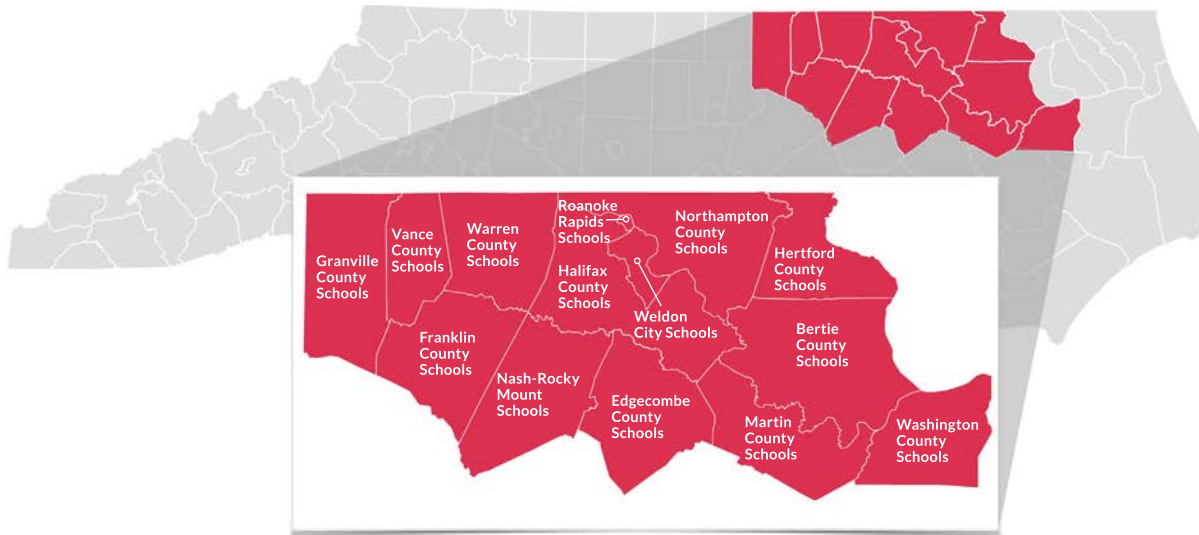 Granville
County
Schools
Vance
County
Schools
Warren
County
Schools
Roanoke
Rapids
Schools
Halifax
County
Schools
Northampton
County
Schools
Hertford
County
Schools
Weldon
City Schools
Bertie
County
Schools
Franklin
County
Schools
Nash-Rocky
Mount
Schools
Edgecombe
County
Schools
Martin
County
Schools
Washington
County
Schools